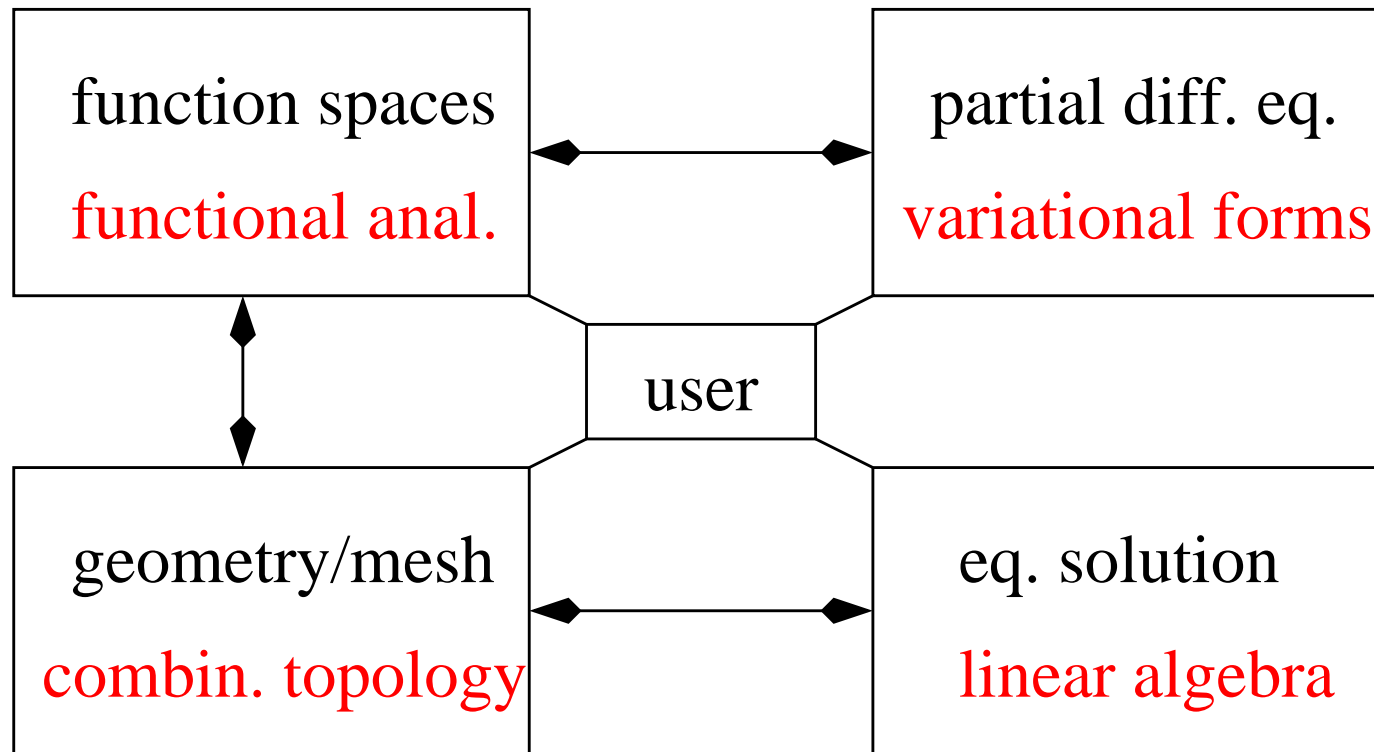 function spaces
functional anal.
partial diff. eq.
variational forms
user
geometry/mesh
combin. topology
eq. solution
linear algebra